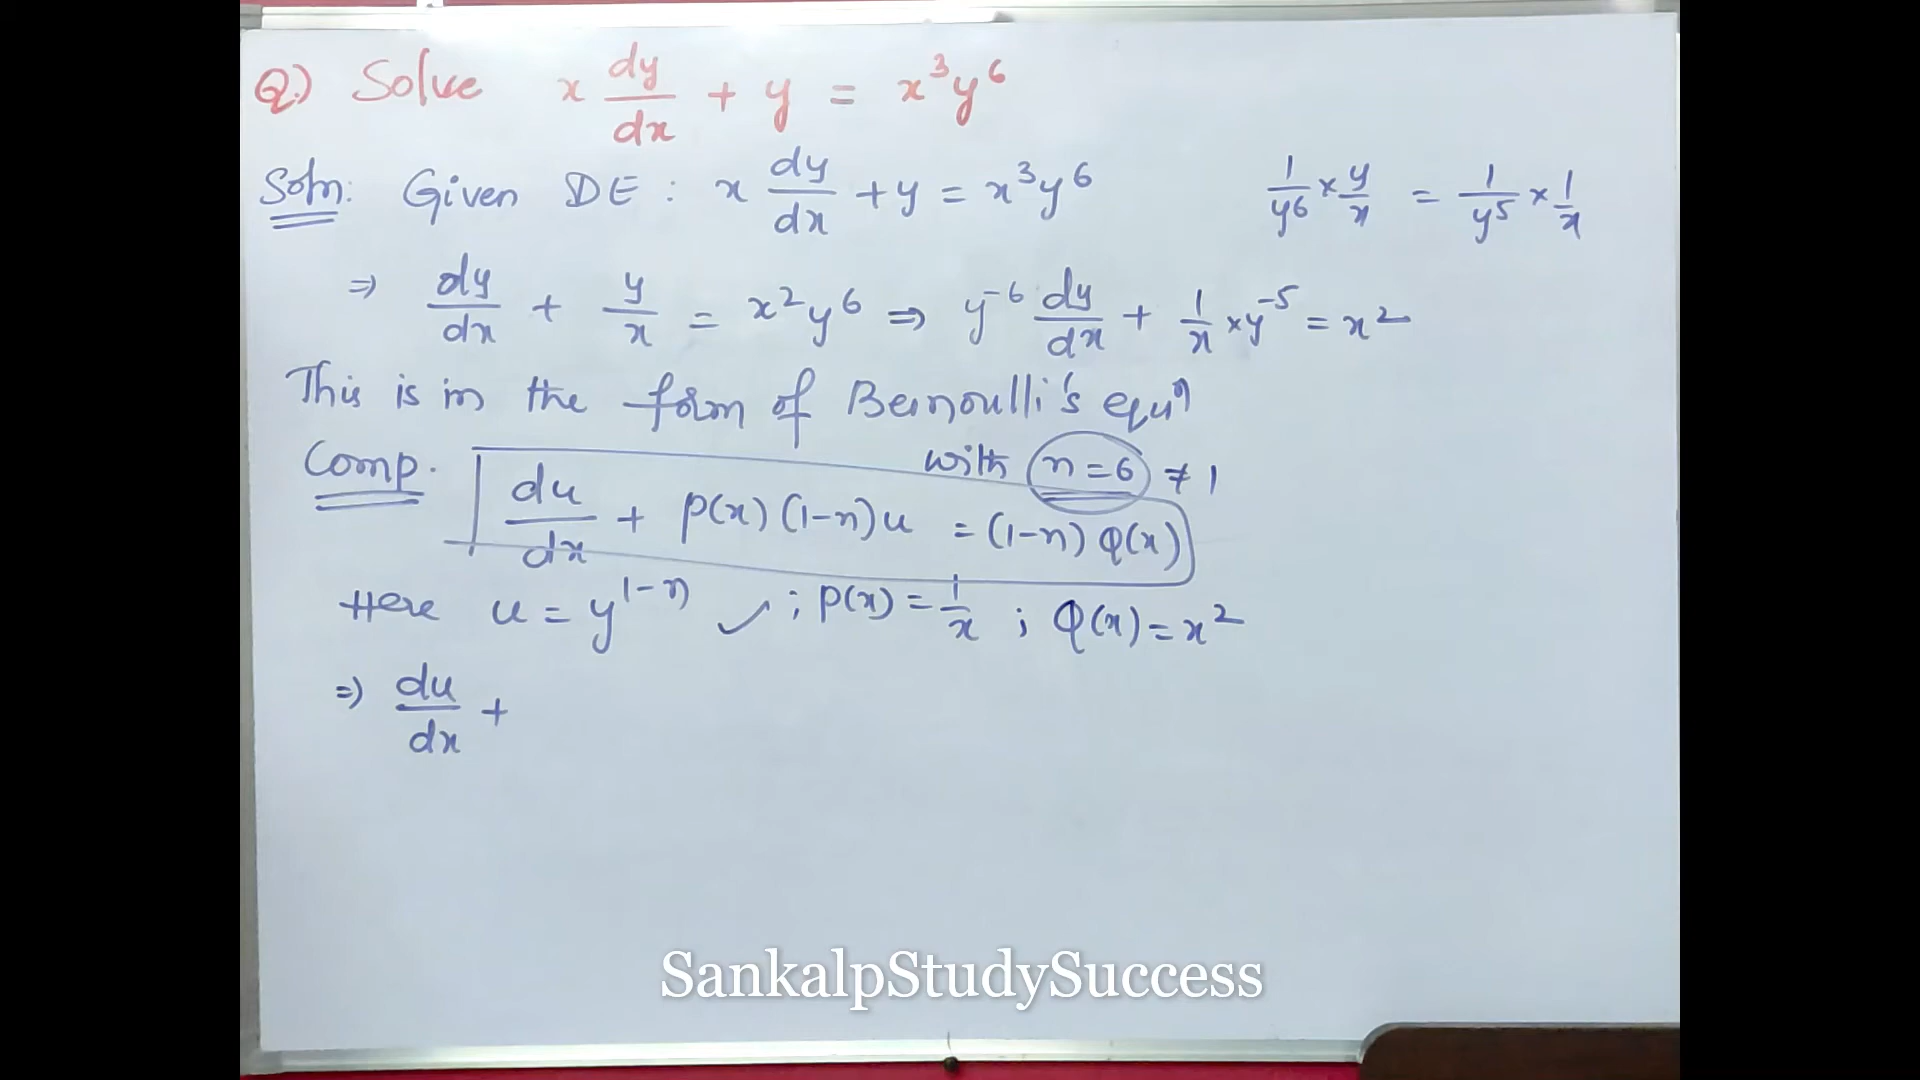 Q.) Solve x dy/dx + y = x³y⁶
Soln: Given DE : x dy/dx + y = x³y⁶
1/y⁶ × y/x = 1/y⁵ × 1/x
⇒ dy/dx + y/x = x²y⁶ ⇒ y⁻⁶ dy/dx + 1/x × y⁻⁵ = x²
This is in the form of Bernoulli's equⁿ
with n=6 ≠ 1
Comp. du/dx + P(x)(1-n)u = (1-n) Q(x)
Here u = y¹⁻ⁿ ✓ ; P(x) = 1/x ; Q(x) = x²
⇒ du/dx +
SankalpStudySuccess